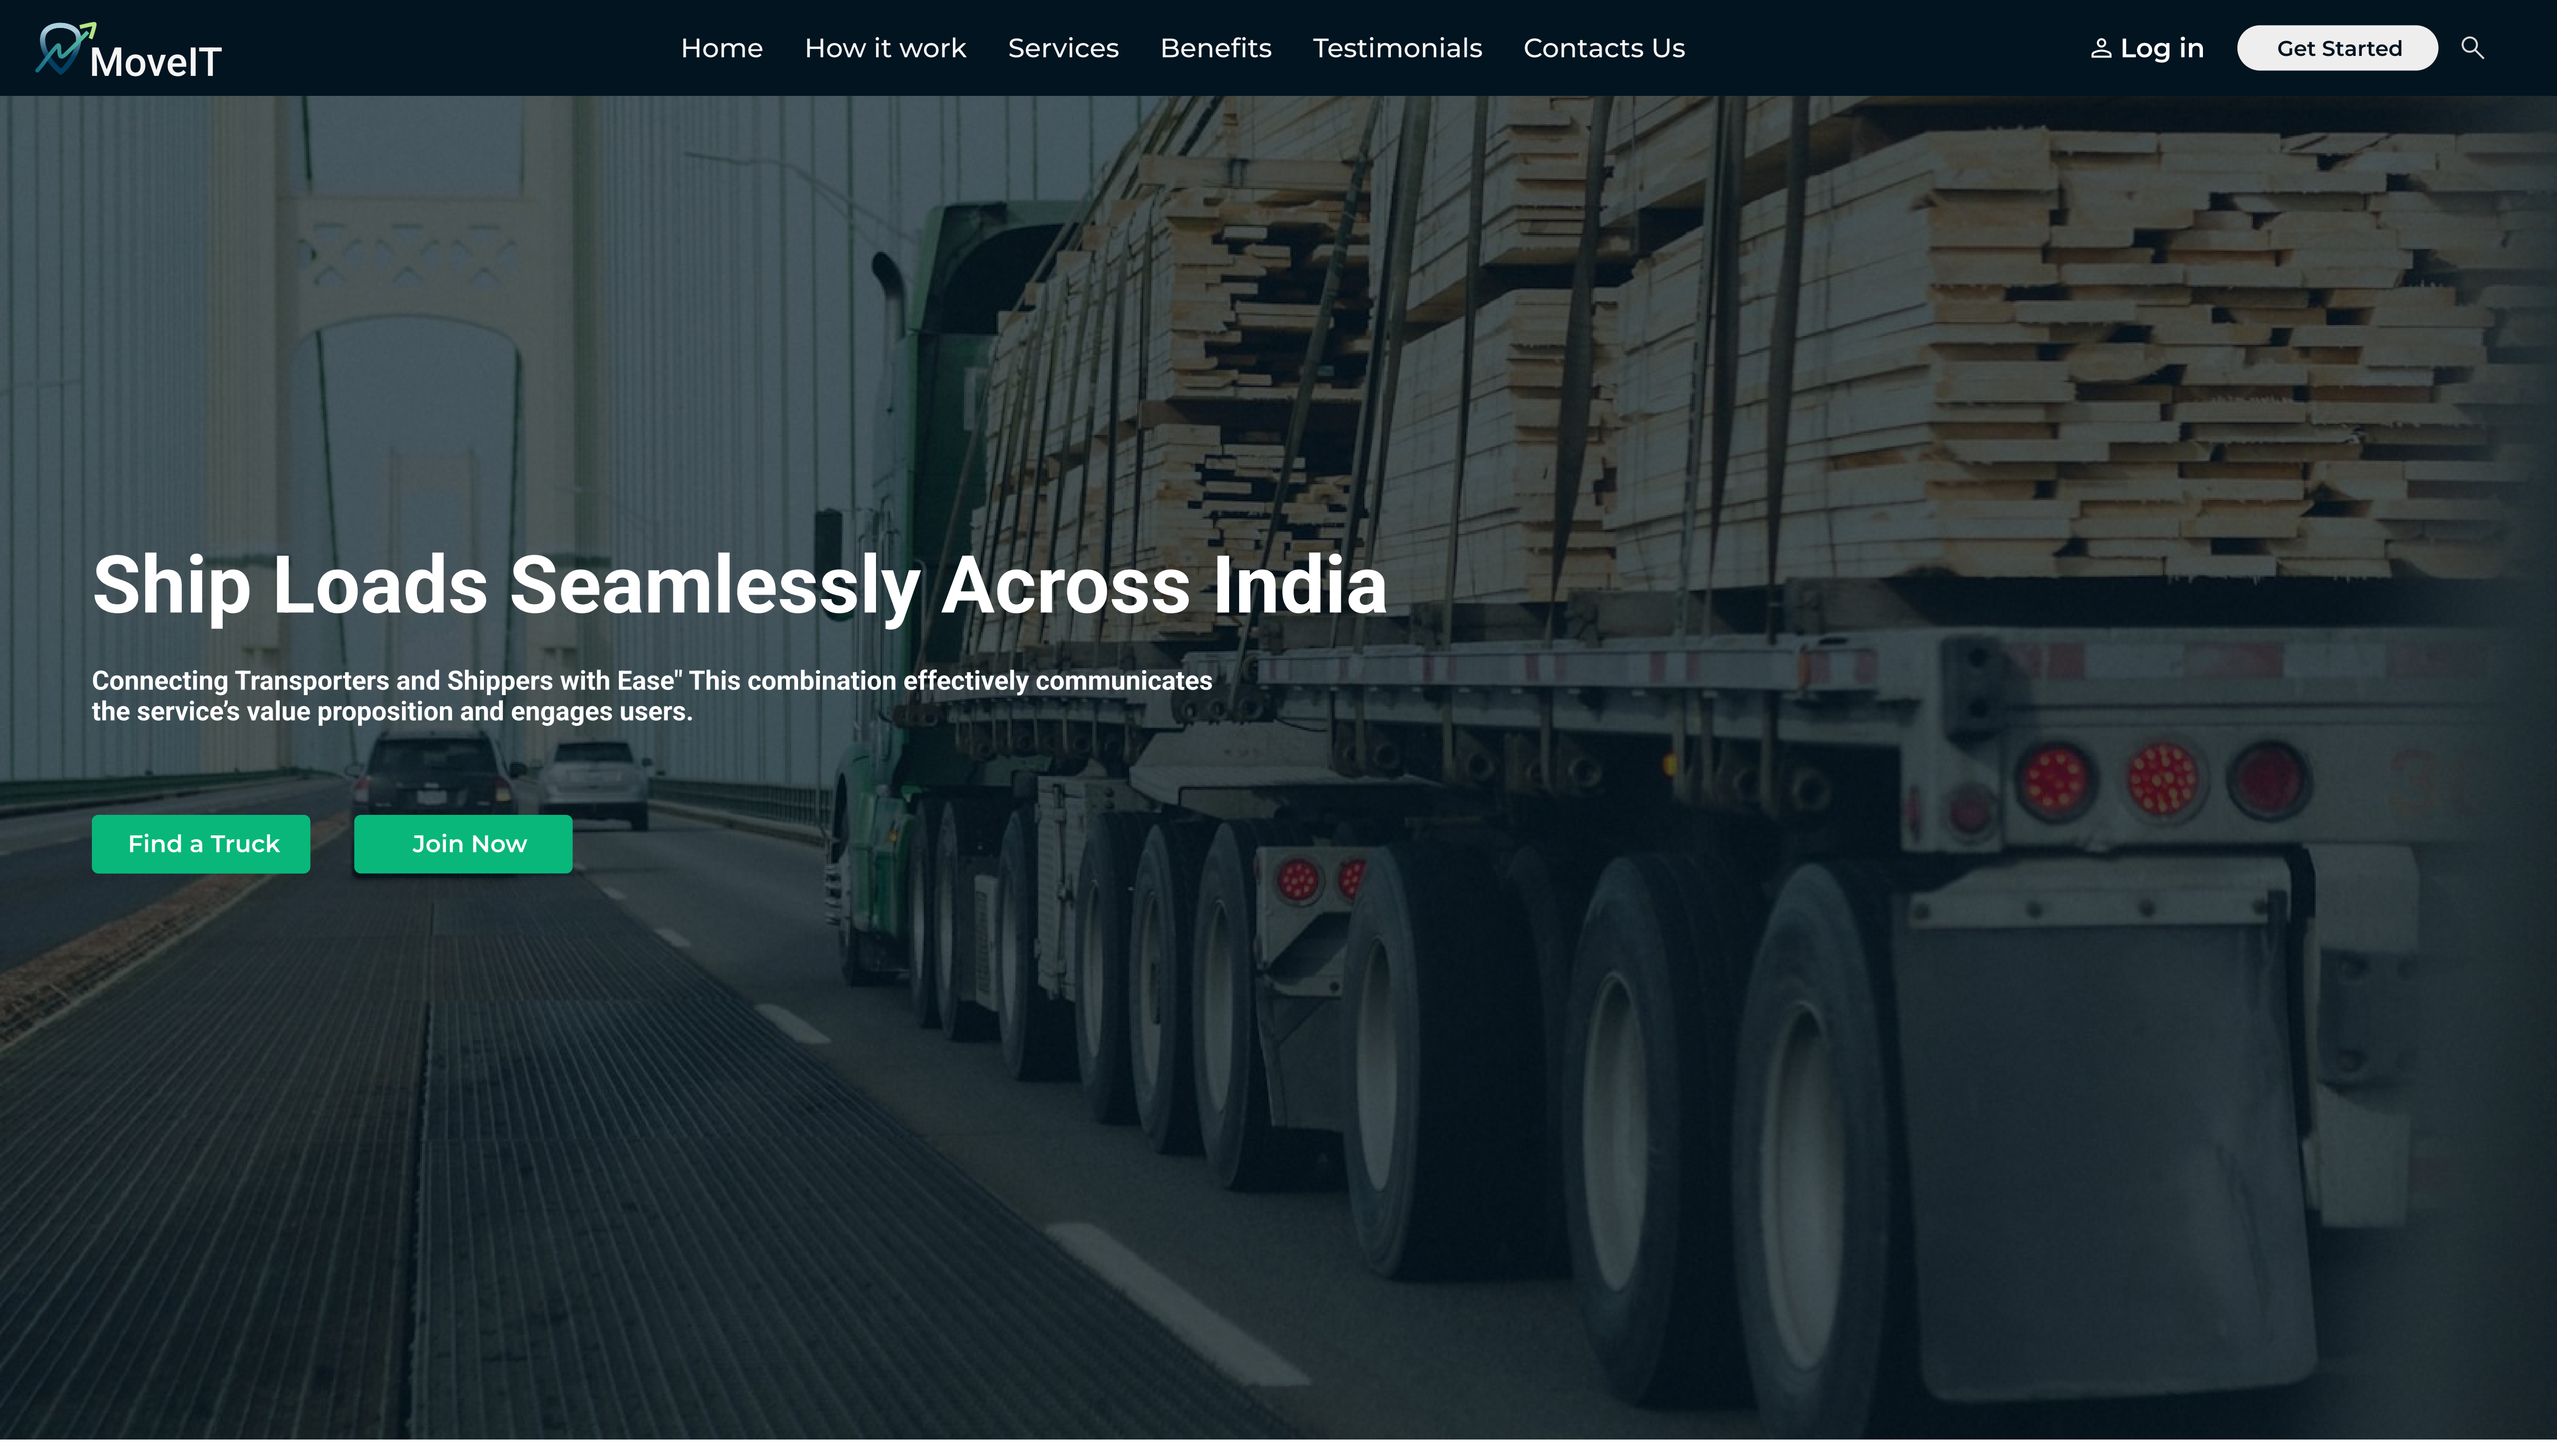 MoveIT
Home How it work Services Benefits Testimonials Contacts Us
Log in Get Started
Ship Loads Seamlessly Across India
Connecting Transporters and Shippers with Ease" This combination effectively communicates
the service’s value proposition and engages users.
Find a Truck Join Now